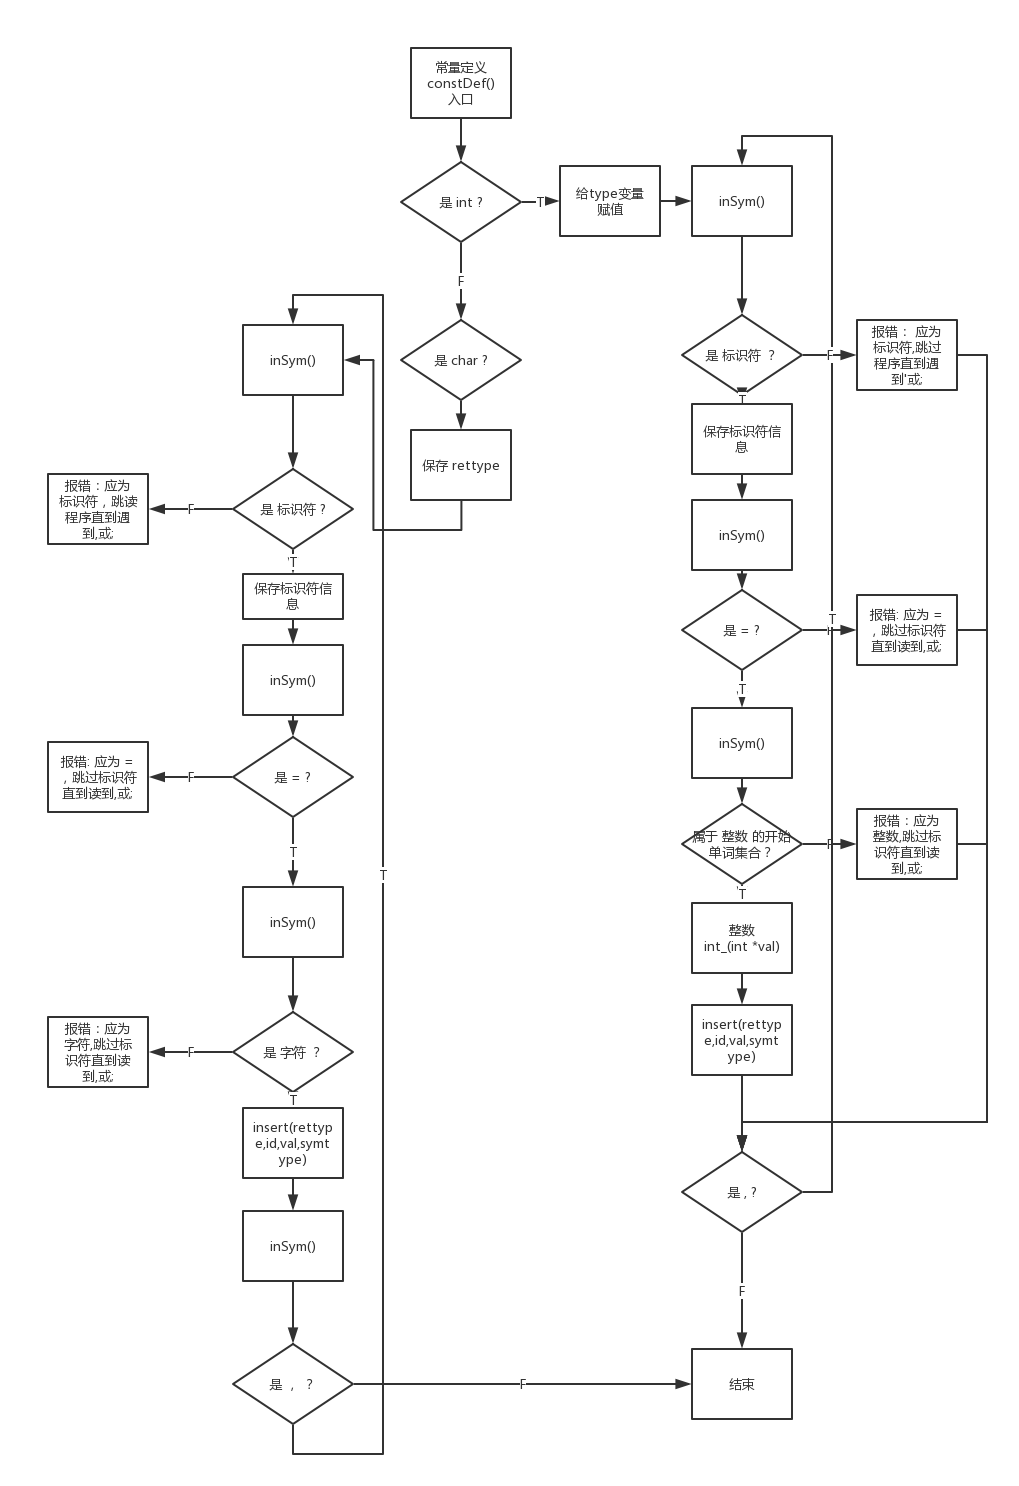 常量定义
constDef()
入口
是 int ?
T
给type变量
赋值
inSym()
F
是 char ?
保存 rettype
inSym()
是 标识符 ?
F
报错：应为
标识符，跳读
程序直到遇
到,或;
T
保存标识符信
息
inSym()
是 = ?
F
报错: 应为 =
，跳过标识符
直到读到,或;
T
inSym()
是 字符 ？
F
报错：应为
字符,跳过标
识符直到读
到,或;
T
insert(rettyp
e,id,val,symt
ype)
inSym()
是 ， ?
T
F
是 标识符 ？
F
报错： 应为
标识符,跳过
程序直到遇
到'或;
T
保存标识符信
息
inSym()
是 = ?
F
报错: 应为 =
，跳过标识符
直到读到,或;
T
inSym()
属于 整数 的开始
单词集合？
F
报错：应为
整数,跳过标
识符直到读
到,或;
T
整数
int_(int *val)
insert(rettyp
e,id,val,symt
ype)
是 , ?
T
F
结束